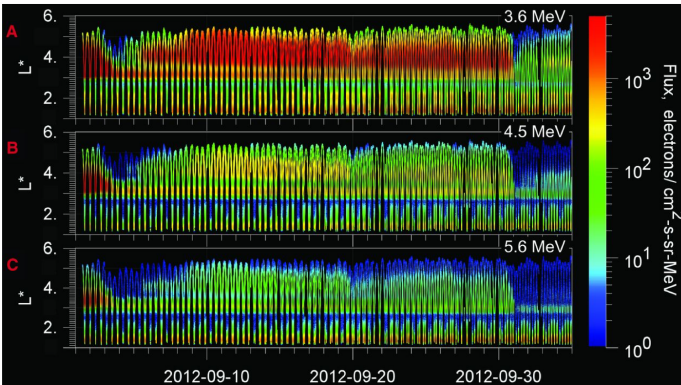 6.
A
L*
4.
2.
3.6 MeV
6.
B
L*
4.
2.
4.5 MeV
6.
C
L*
4.
2.
5.6 MeV
10³
10²
10¹
10⁰
Flux, electrons/cm²-s-sr-MeV
2012-09-10 2012-09-20 2012-09-30